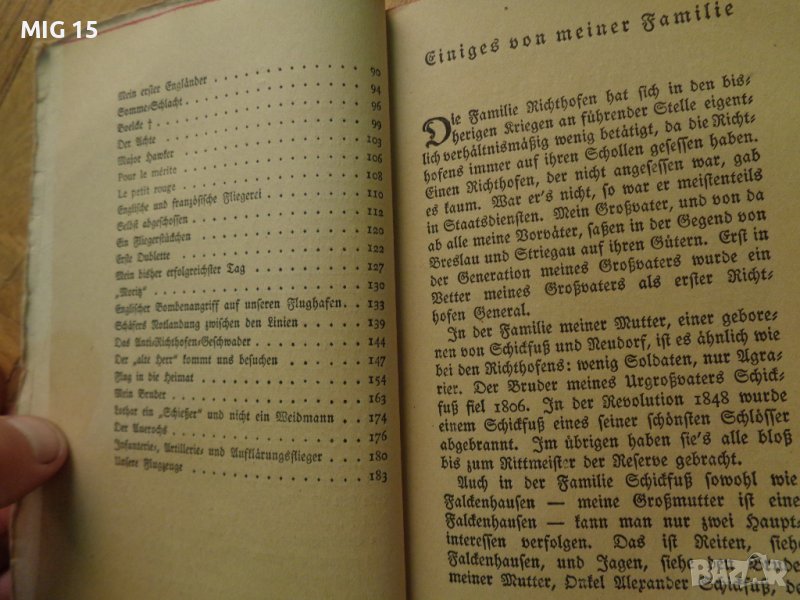 MIG 15
Mein erster Engländer . . . . . . . . . . 90
Somme-Schlacht . . . . . . . . . . 94
Boelcke † . . . . . . . . . . 96
Der Achte . . . . . . . . . . 99
Major Hawker . . . . . . . . . . 103
Pour le mérite . . . . . . . . . . 106
Le petit rouge . . . . . . . . . . 108
Englische und französische Fliegerei . . . . . . . . . . 110
Selbst abgeschossen . . . . . . . . . . 112
Ein Fliegerstückchen . . . . . . . . . . 120
Erste Dublette . . . . . . . . . . 122
Mein bisher erfolgreichster Tag . . . . . . . . . . 127
„Moritz“ . . . . . . . . . . 130
Englischer Bombenangriff auf unseren Flughafen . . 133
Schäfers Notlandung zwischen den Linien . . . . 139
Das Anti-Richthofen-Geschwader . . . . . . . 144
Der „alte Herr“ kommt uns besuchen . . . . . . 147
Flug in die Heimat . . . . . . . . . . 154
Mein Bruder . . . . . . . . . . 163
Lothar ein „Schießer“ und nicht ein Weidmann . . . 174
Der Auerochs . . . . . . . . . . 176
Infanterie-, Artillerie- und Aufklärungsflieger . . . 180
Unsere Flugzeuge . . . . . . . . . . 183
Einiges von meiner Familie
Die Familie Richthofen hat sich in den bis-
herigen Kriegen an führender Stelle eigent-
lich verhältnismäßig wenig betätigt, da die Richt-
hofens immer auf ihren Schollen gesessen haben.
Einen Richthofen, der nicht angesessen war, gab
es kaum. War er’s nicht, so war er meistenteils
in Staatsdiensten. Mein Großvater, und von da
ab alle meine Vorväter, saßen in der Gegend von
Breslau und Striegau auf ihren Gütern. Erst in
der Generation meines Großvaters wurde ein
Vetter meines Großvaters als erster Richt-
hofen General.
In der Familie meiner Mutter, einer gebore-
nen von Schickfuß und Neudorf, ist es ähnlich wie
bei den Richthofens: wenig Soldaten, nur Agra-
rier. Der Bruder meines Urgroßvaters Schick-
fuß fiel 1806. In der Revolution 1848 wurde
einem Schickfuß eines seiner schönsten Schlösser
abgebrannt. Im übrigen haben sie’s alle bloß
bis zum Rittmeister der Reserve gebracht.
Auch in der Familie Schickfuß sowohl wie
Falckenhausen — meine Großmutter ist eine
Falckenhausen — kann man nur zwei Haupt-
interessen verfolgen. Das ist Reiten, siehe
Falckenhausen, und Jagen, siehe den Bruder
meiner Mutter, Onkel Alexander Schickfuß, der
BAZAR